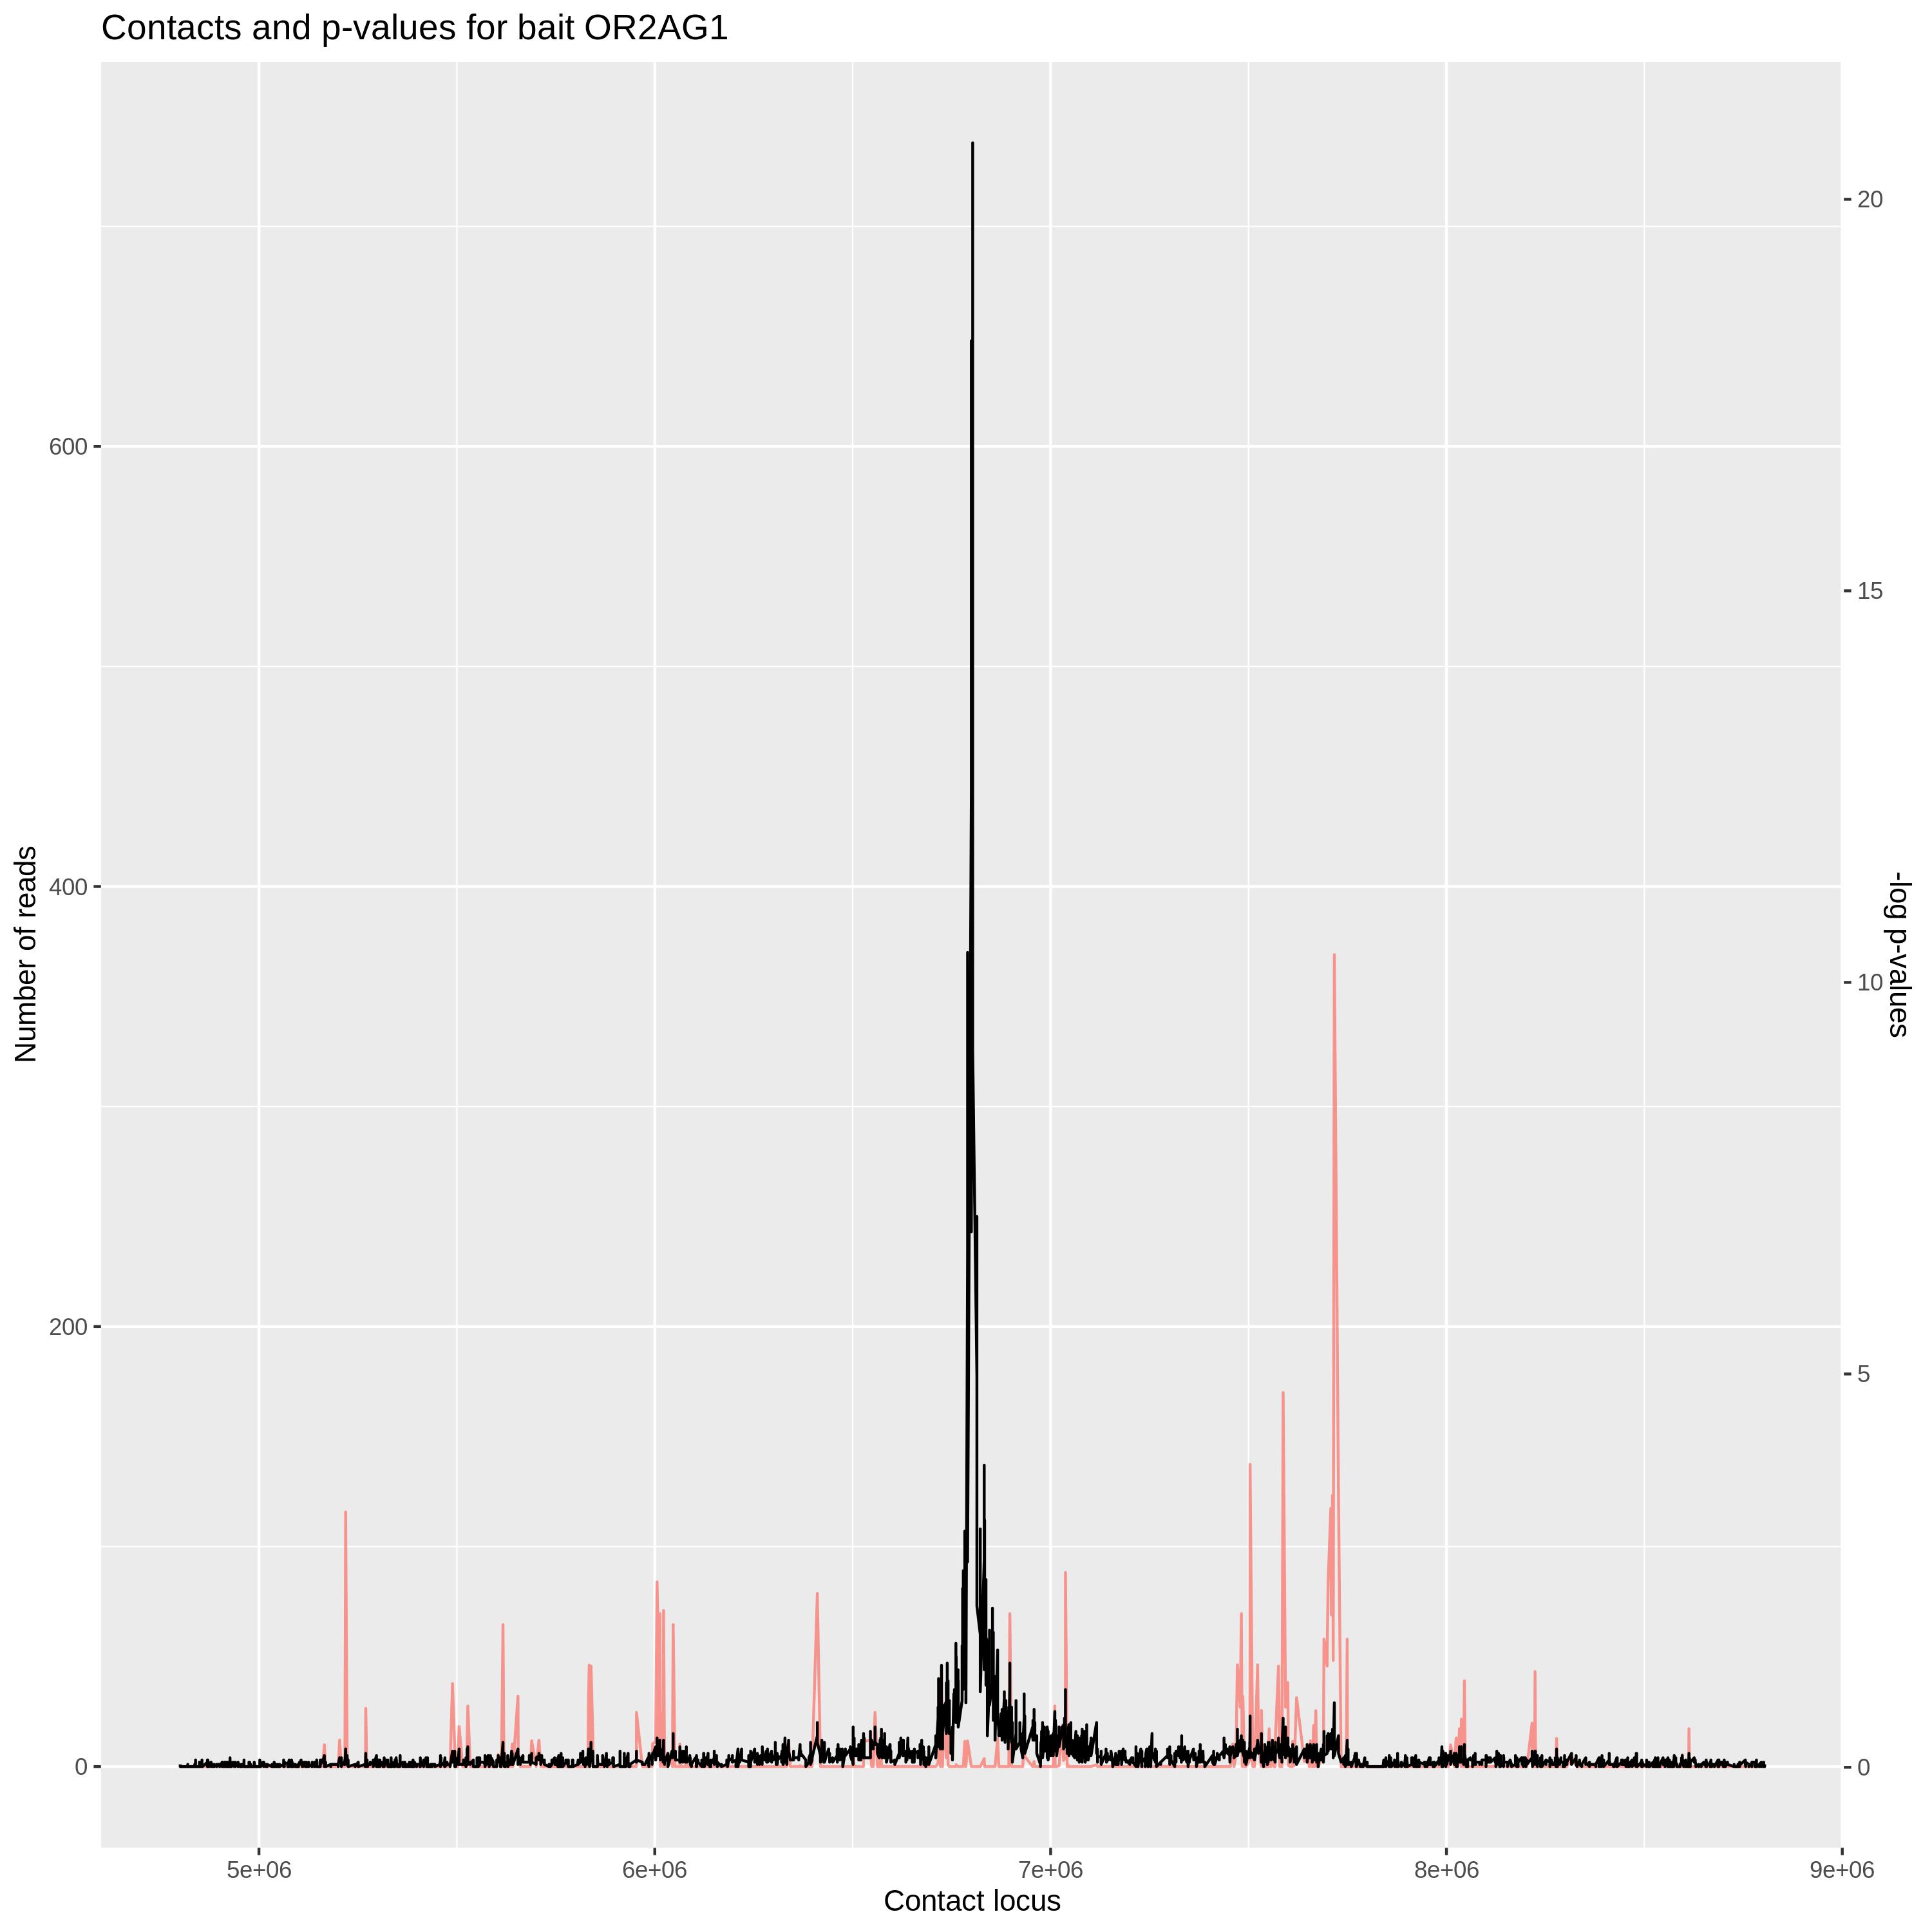 Contacts and p-values for bait OR2AG1
20
15
10
5
0
600
400
200
0
Number of reads
-log p-values
5e+06
6e+06
7e+06
8e+06
9e+06
Contact locus